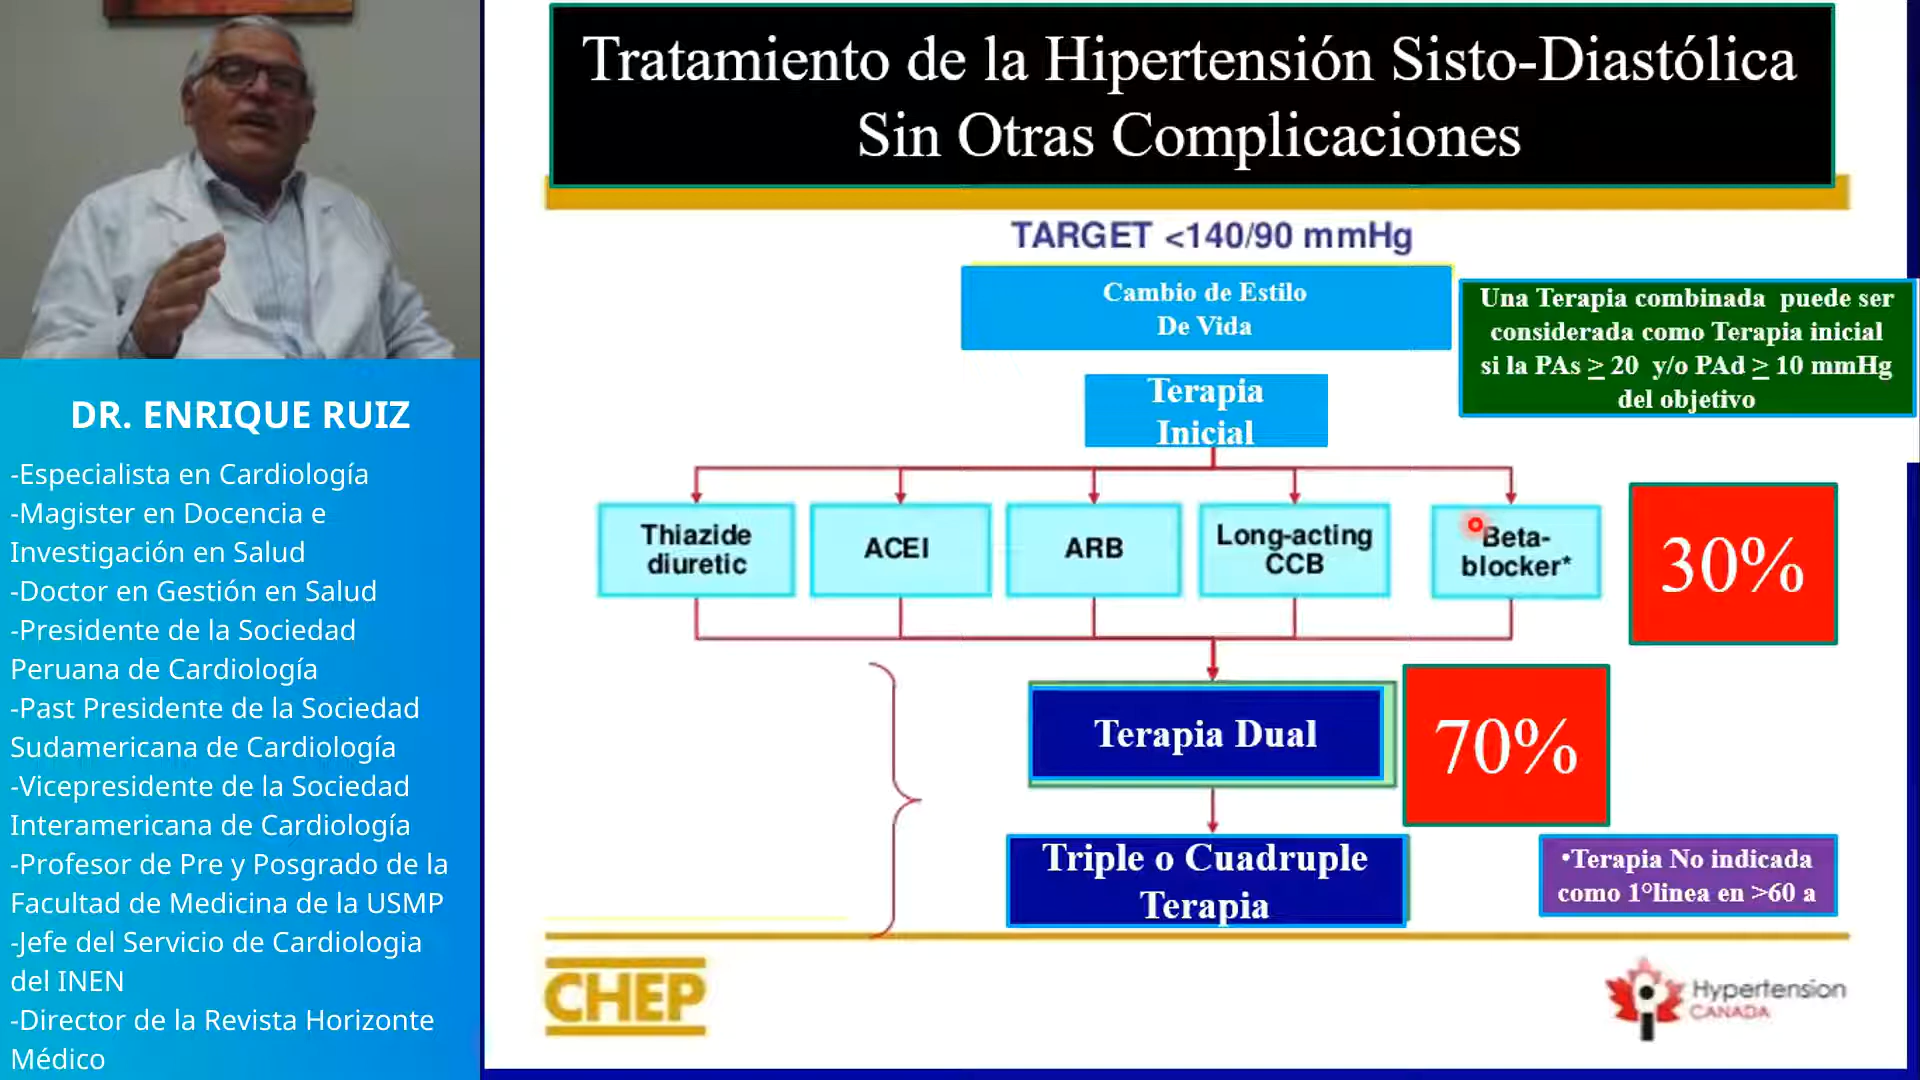 Tratamiento de la Hipertensión Sisto-Diastólica
Sin Otras Complicaciones
TARGET <140/90 mmHg
Cambio de Estilo
De Vida
Una Terapia combinada puede ser
considerada como Terapia inicial
si la PAs ≥ 20 y/o PAd ≥ 10 mmHg
del objetivo
Terapia
Inicial
Thiazide
diuretic
ACEI
ARB
Long-acting
CCB
Beta-
blocker*
30%
Terapia Dual
70%
Triple o Cuadruple
Terapia
•Terapia No indicada
como 1°linea en >60 a
CHEP
Hypertension
CANADA
DR. ENRIQUE RUIZ
-Especialista en Cardiología
-Magister en Docencia e
Investigación en Salud
-Doctor en Gestión en Salud
-Presidente de la Sociedad
Peruana de Cardiología
-Past Presidente de la Sociedad
Sudamericana de Cardiología
-Vicepresidente de la Sociedad
Interamericana de Cardiología
-Profesor de Pre y Posgrado de la
Facultad de Medicina de la USMP
-Jefe del Servicio de Cardiologia
del INEN
-Director de la Revista Horizonte
Médico